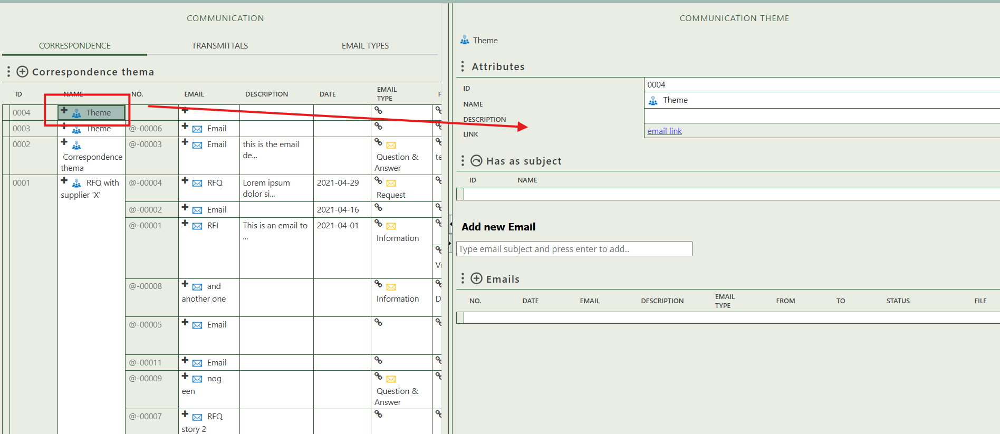 COMMUNICATION
CORRESPONDENCE TRANSMITTALS EMAIL TYPES
Correspondence thema
ID NAME NO. EMAIL DESCRIPTION DATE EMAIL TYPE F
0004 Theme
0003 Theme @-00006 Email
0002 Correspondence thema @-00003 Email this is the email de... Question & Answer te
0001 RFQ with supplier 'X' @-00004 RFQ Lorem ipsum dolor si... 2021-04-29 Request
@-00002 Email 2021-04-16
@-00001 RFI This is an email to ... 2021-04-01 Information
@-00008 and another one Information D
@-00005 Email
@-00011 Email
@-00009 nog een Question & Answer
@-00007 RFQ story 2
COMMUNICATION THEME
Theme
Attributes
ID 0004
NAME Theme
DESCRIPTION
LINK email link
Has as subject
ID NAME
Add new Email
Type email subject and press enter to add..
Emails
NO. DATE EMAIL DESCRIPTION EMAIL TYPE FROM TO STATUS FILE